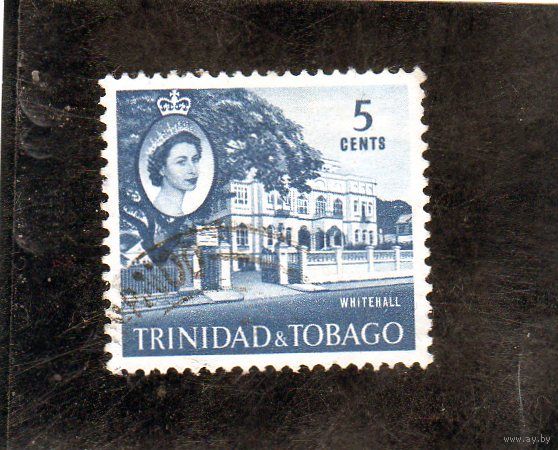 5
CENTS
WHITEHALL
TRINIDAD & TOBAGO
© www.ay.by